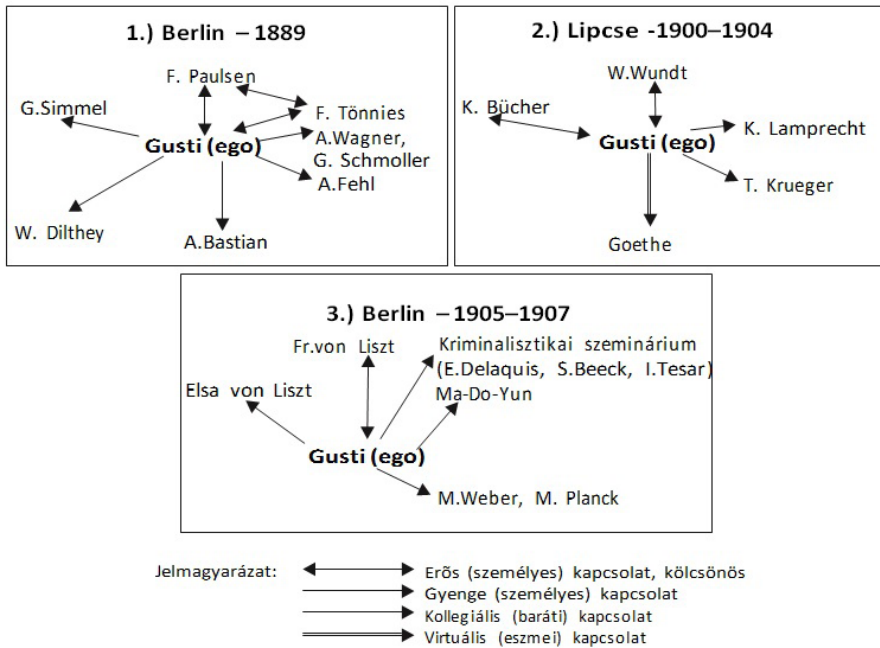 1.) Berlin – 1889
F. Paulsen
G.Simmel
F. Tönnies
A.Wagner,
Gusti (ego)
G. Schmoller
A.Fehl
W. Dilthey
A.Bastian
2.) Lipcse -1900–1904
W.Wundt
K. Bücher
K. Lamprecht
Gusti (ego)
T. Krueger
Goethe
3.) Berlin – 1905–1907
Fr.von Liszt
Kriminalisztikai szeminárium
(E.Delaquis, S.Beeck, I.Tesar)
Elsa von Liszt
Ma-Do-Yun
Gusti (ego)
M.Weber, M. Planck
Jelmagyarázat:
Erõs (személyes) kapcsolat, kölcsönös
Gyenge (személyes) kapcsolat
Kollegiális (baráti) kapcsolat
Virtuális (eszmei) kapcsolat